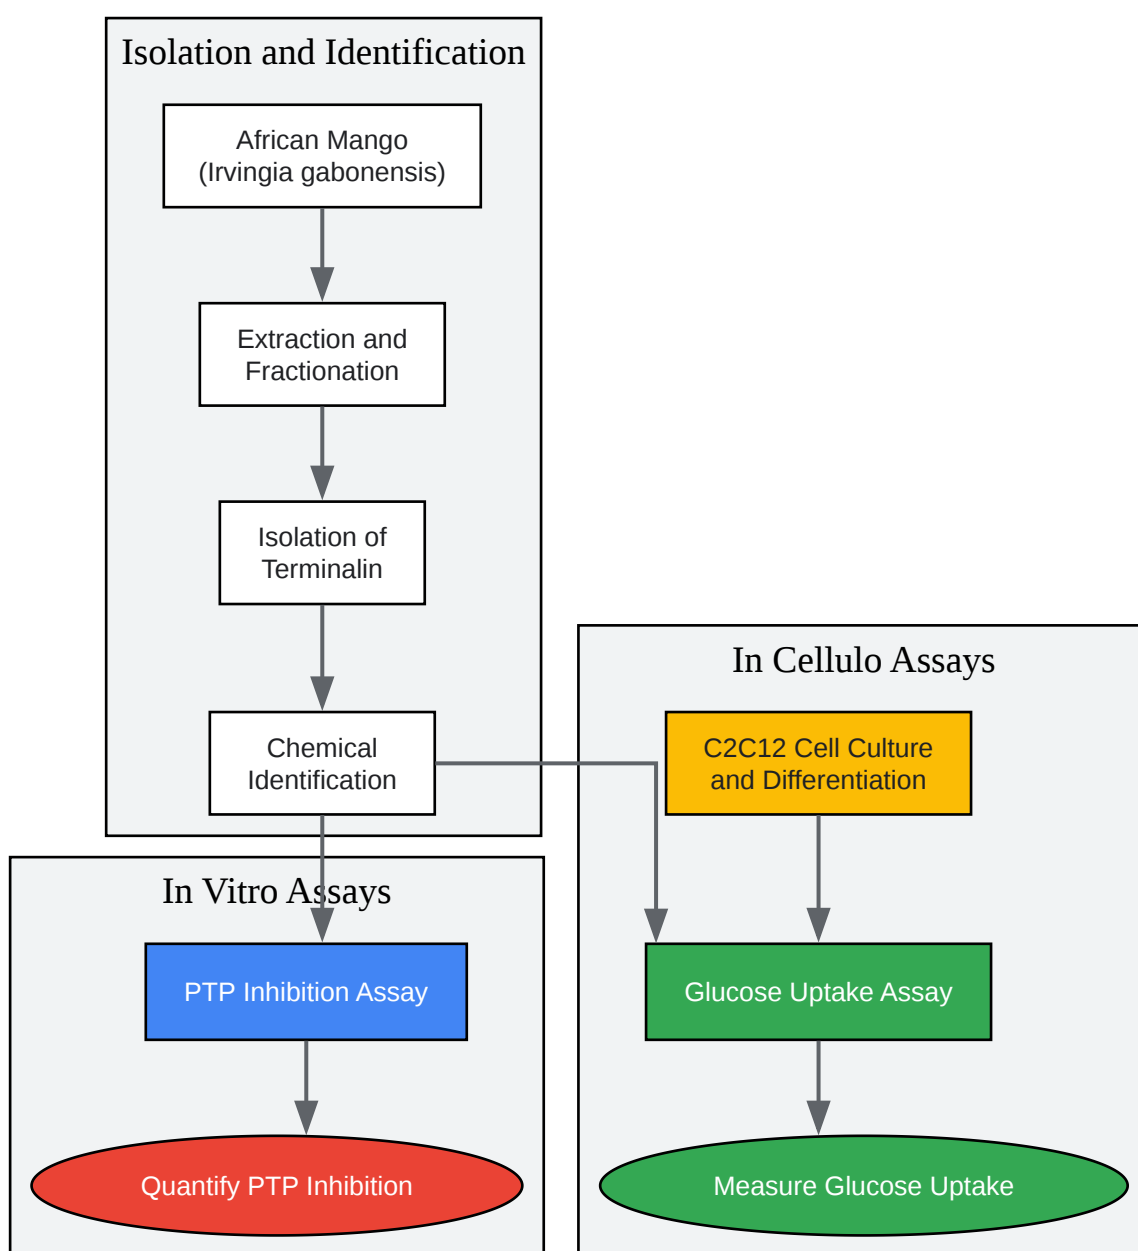 Isolation and Identification
African Mango
(Irvingia gabonensis)
Extraction and
Fractionation
Isolation of
Terminalin
Chemical
Identification
In Vitro Assays
PTP Inhibition Assay
Quantify PTP Inhibition
In Cellulo Assays
C2C12 Cell Culture
and Differentiation
Glucose Uptake Assay
Measure Glucose Uptake